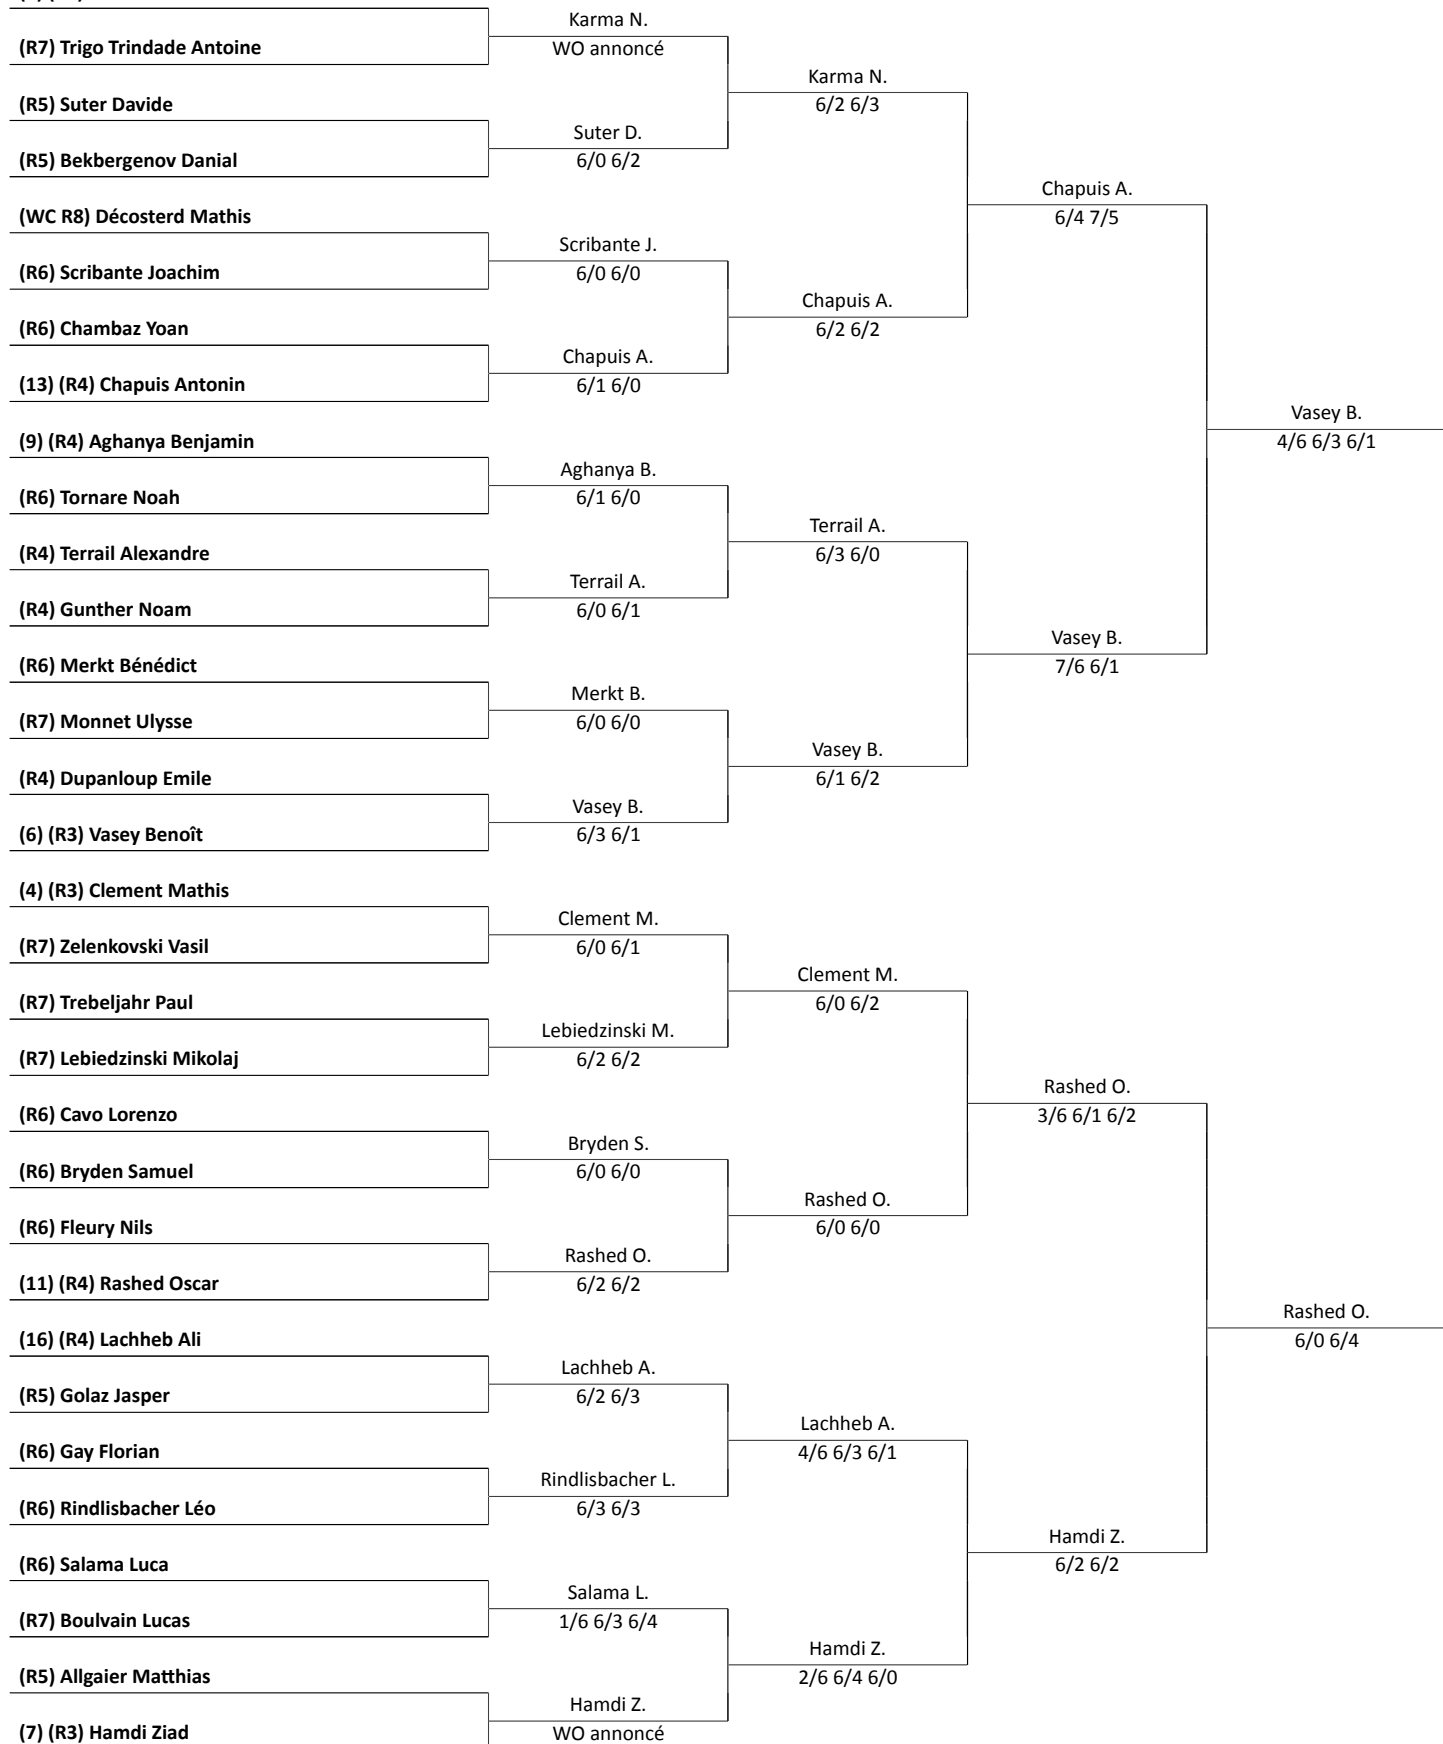 (R7) Trigo Trindade Antoine
(R5) Suter Davide
(R5) Bekbergenov Danial
(WC R8) Décosterd Mathis
(R6) Scribante Joachim
(R6) Chambaz Yoan
(13) (R4) Chapuis Antonin
(9) (R4) Aghanya Benjamin
(R6) Tornare Noah
(R4) Terrail Alexandre
(R4) Gunther Noam
(R6) Merkt Bénédict
(R7) Monnet Ulysse
(R4) Dupanloup Emile
(6) (R3) Vasey Benoît
(4) (R3) Clement Mathis
(R7) Zelenkovski Vasil
(R7) Trebeljahr Paul
(R7) Lebiedzinski Mikolaj
(R6) Cavo Lorenzo
(R6) Bryden Samuel
(R6) Fleury Nils
(11) (R4) Rashed Oscar
(16) (R4) Lachheb Ali
(R5) Golaz Jasper
(R6) Gay Florian
(R6) Rindlisbacher Léo
(R6) Salama Luca
(R7) Boulvain Lucas
(R5) Allgaier Matthias
(7) (R3) Hamdi Ziad
Karma N.
WO annoncé
Suter D.
6/0 6/2
Scribante J.
6/0 6/0
Chapuis A.
6/1 6/0
Aghanya B.
6/1 6/0
Terrail A.
6/0 6/1
Merkt B.
6/0 6/0
Vasey B.
6/3 6/1
Clement M.
6/0 6/1
Lebiedzinski M.
6/2 6/2
Bryden S.
6/0 6/0
Rashed O.
6/2 6/2
Lachheb A.
6/2 6/3
Rindlisbacher L.
6/3 6/3
Salama L.
1/6 6/3 6/4
Hamdi Z.
WO annoncé
Karma N.
6/2 6/3
Chapuis A.
6/2 6/2
Terrail A.
6/3 6/0
Vasey B.
6/1 6/2
Clement M.
6/0 6/2
Rashed O.
6/0 6/0
Lachheb A.
4/6 6/3 6/1
Hamdi Z.
2/6 6/4 6/0
Chapuis A.
6/4 7/5
Vasey B.
7/6 6/1
Rashed O.
3/6 6/1 6/2
Hamdi Z.
6/2 6/2
Vasey B.
4/6 6/3 6/1
Rashed O.
6/0 6/4